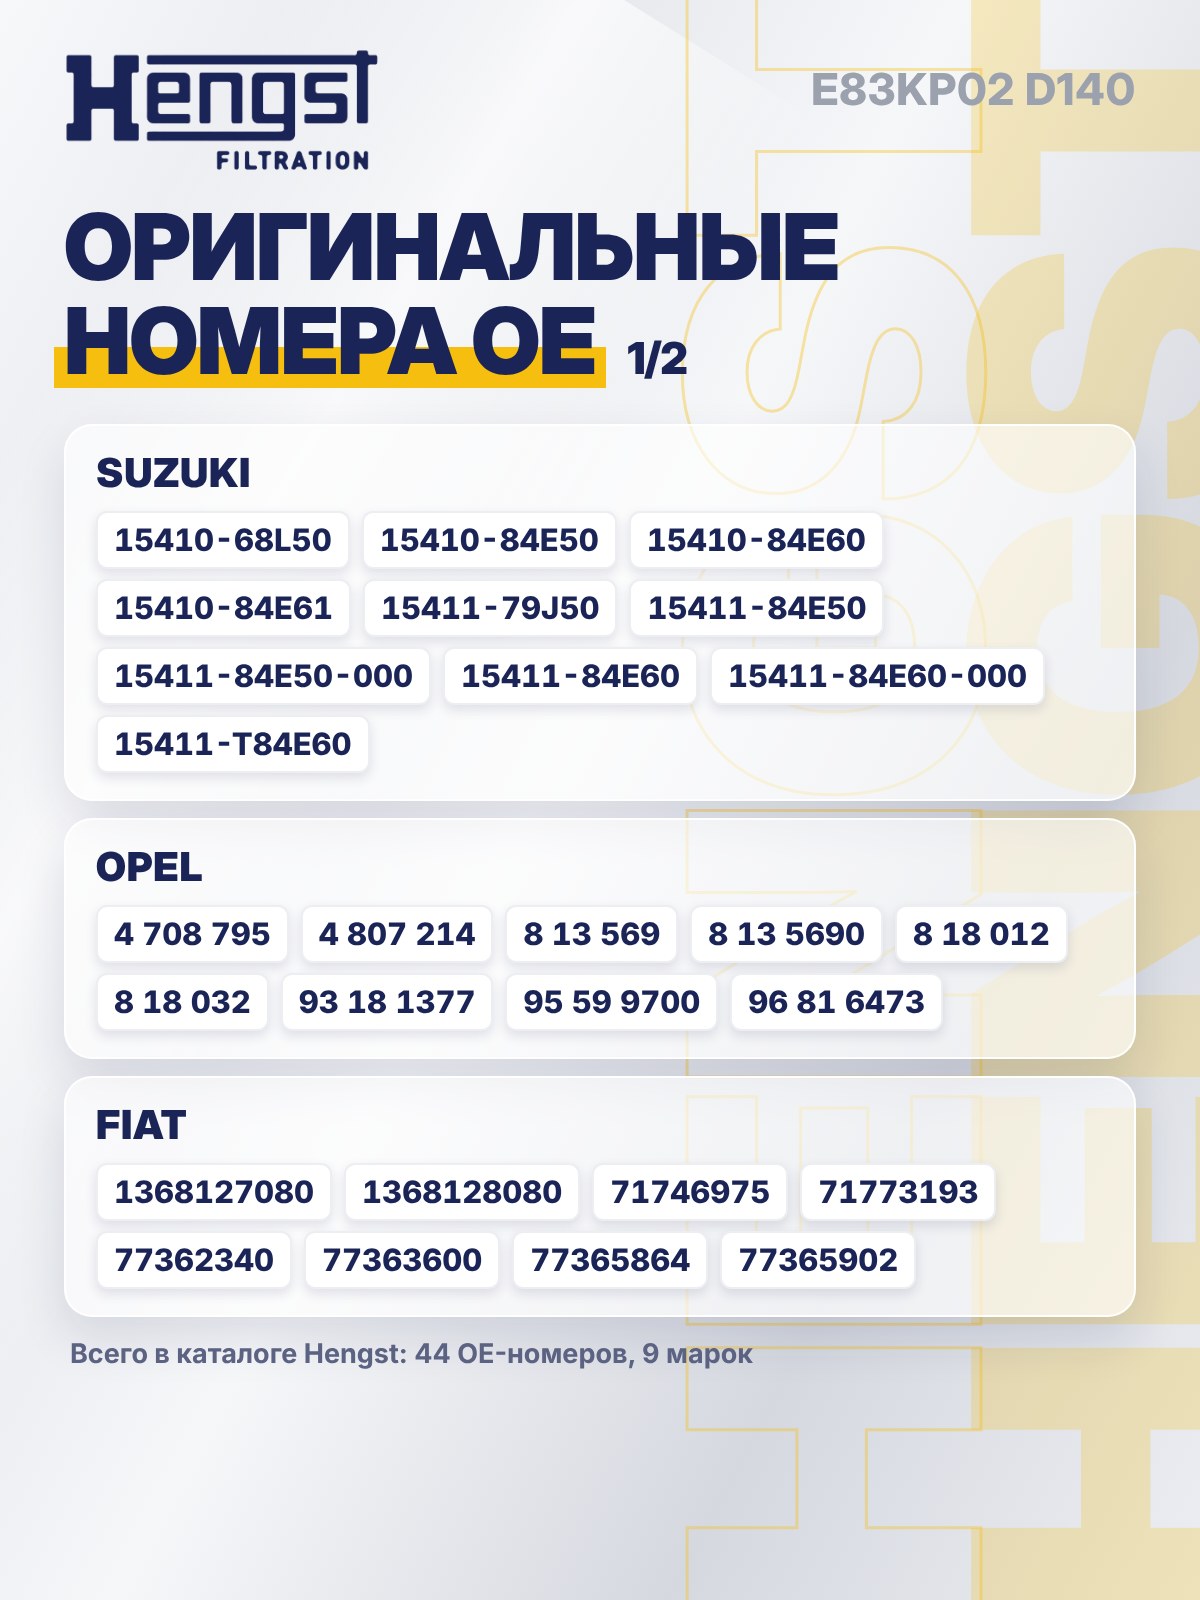 Hengst
FILTRATION
E83KP02 D140
ОРИГИНАЛЬНЫЕ
НОМЕРА OE 1/2
SUZUKI
15410-68L50 15410-84E50 15410-84E60
15410-84E61 15411-79J50 15411-84E50
15411-84E50-000 15411-84E60 15411-84E60-000
15411-T84E60
OPEL
4 708 795 4 807 214 8 13 569 8 13 5690 8 18 012
8 18 032 93 18 1377 95 59 9700 96 81 6473
FIAT
1368127080 1368128080 71746975 71773193
77362340 77363600 77365864 77365902
Всего в каталоге Hengst: 44 OE-номеров, 9 марок
HENGST
HENGST